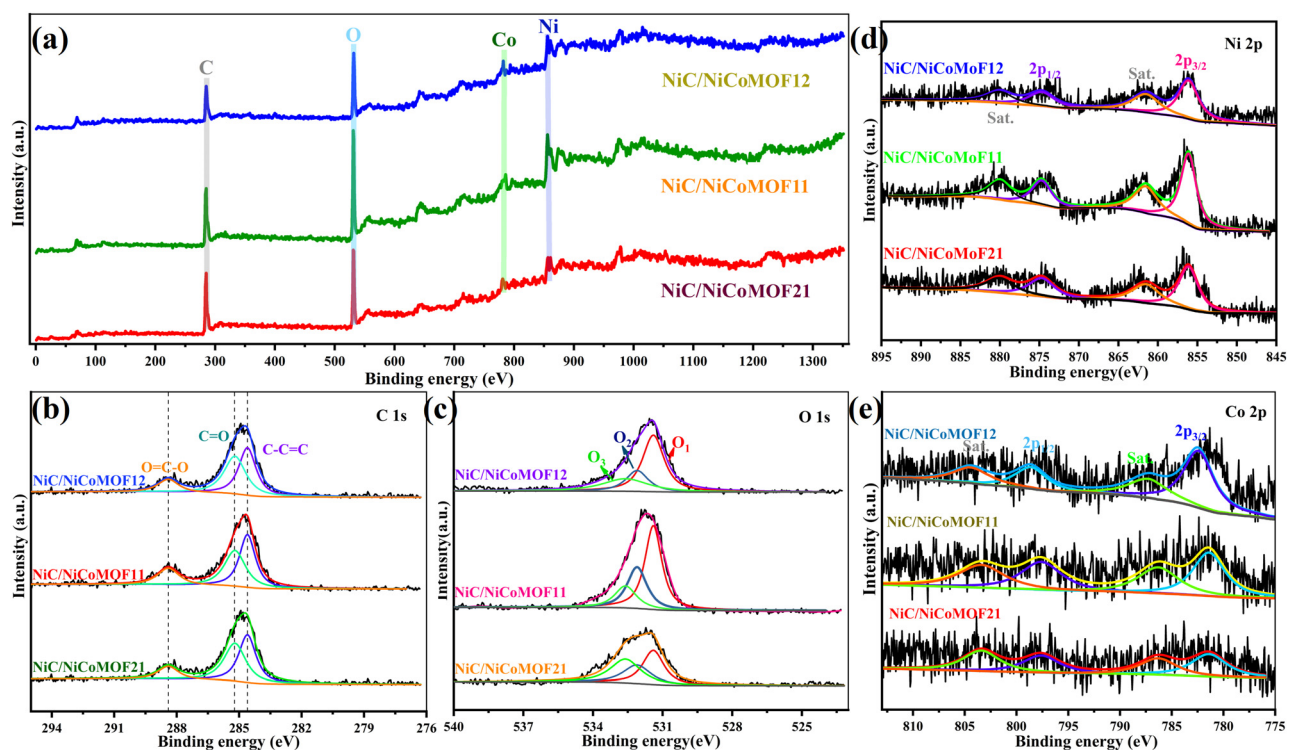 (a)
C
O
Co
Ni
NiC/NiCoMOF12
NiC/NiCoMOF11
NiC/NiCoMOF21
Intensity (a.u.)
0 100 200 300 400 500 600 700 800 900 1000 1100 1200 1300
Binding energy (eV)
(d)
Ni 2p
NiC/NiCoMoF12
2p1/2
Sat.
2p3/2
Sat.
NiC/NiCoMoF11
NiC/NiCoMoF21
Intensity (a.u.)
895 890 885 880 875 870 865 860 855 850 845
Binding energy(eV)
(b)
C 1s
C=O
C-C=C
O=C-O
NiC/NiCoMOF12
NiC/NiCoMOF11
NiC/NiCoMOF21
Intensity (a.u.)
294 291 288 285 282 279 276
Binding energy (eV)
(c)
O 1s
O2
O1
O3
NiC/NiCoMOF12
NiC/NiCoMOF11
NiC/NiCoMOF21
Intensity(a.u.)
540 537 534 531 528 525
Binding energy(eV)
(e)
Co 2p
NiC/NiCoMOF12
Sat.
2p1/2
Sat.
2p3/2
NiC/NiCoMOF11
NiC/NiCoMOF21
Intensity (a.u.)
810 805 800 795 790 785 780 775
Binding energy (eV)